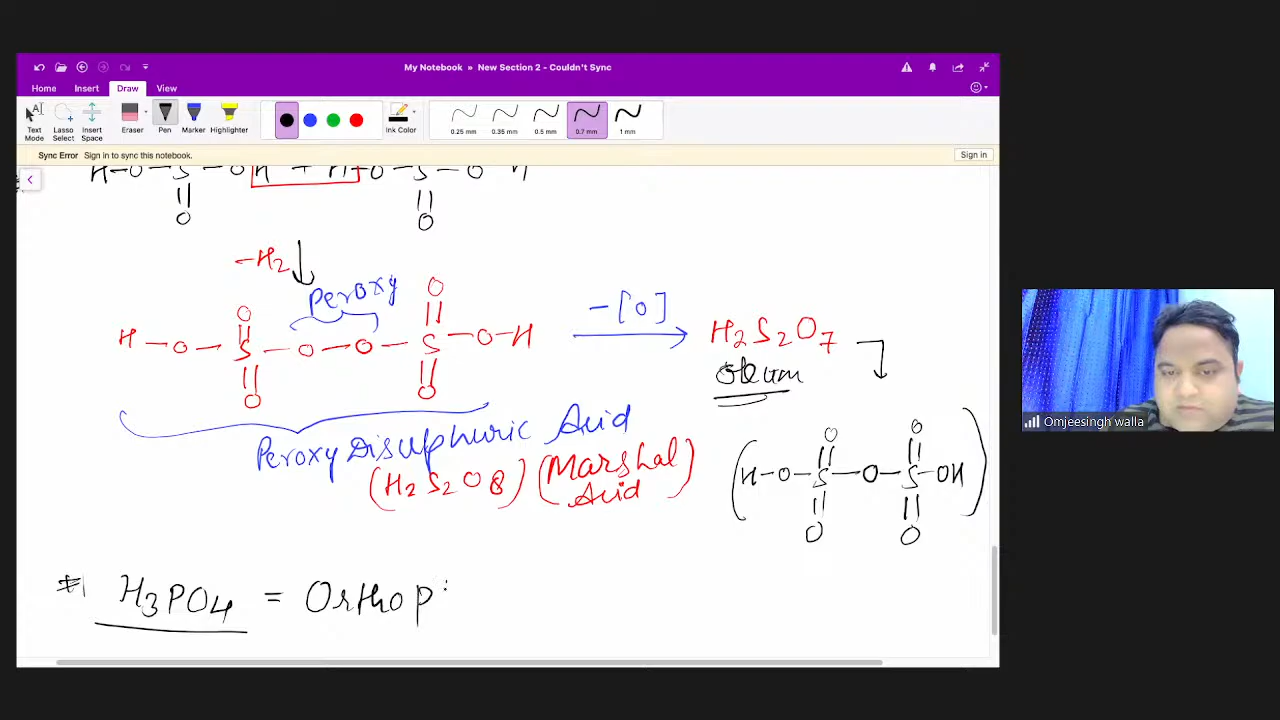 My Notebook » New Section 2 - Couldn't Sync
Home Insert Draw View
Text Mode
Lasso Select
Insert Space
Eraser
Pen
Marker
Highlighter
Ink Color
0.25 mm
0.35 mm
0.5 mm
0.7 mm
1 mm
Sync Error Sign in to sync this notebook.
Sign in
H-O-S-O H + H-O-S-O H
O O
-H2
Peroxy
O O
H-O-S-O-O-S-O-H
O O
-[O]
H2S2O7
Oleum
Peroxy Disulphuric Acid
(H2S2O8) (Marshal Acid)
O O
(H-O-S-O-S-OH)
O O
* H3PO4 = Orthop
Omjeesingh walla